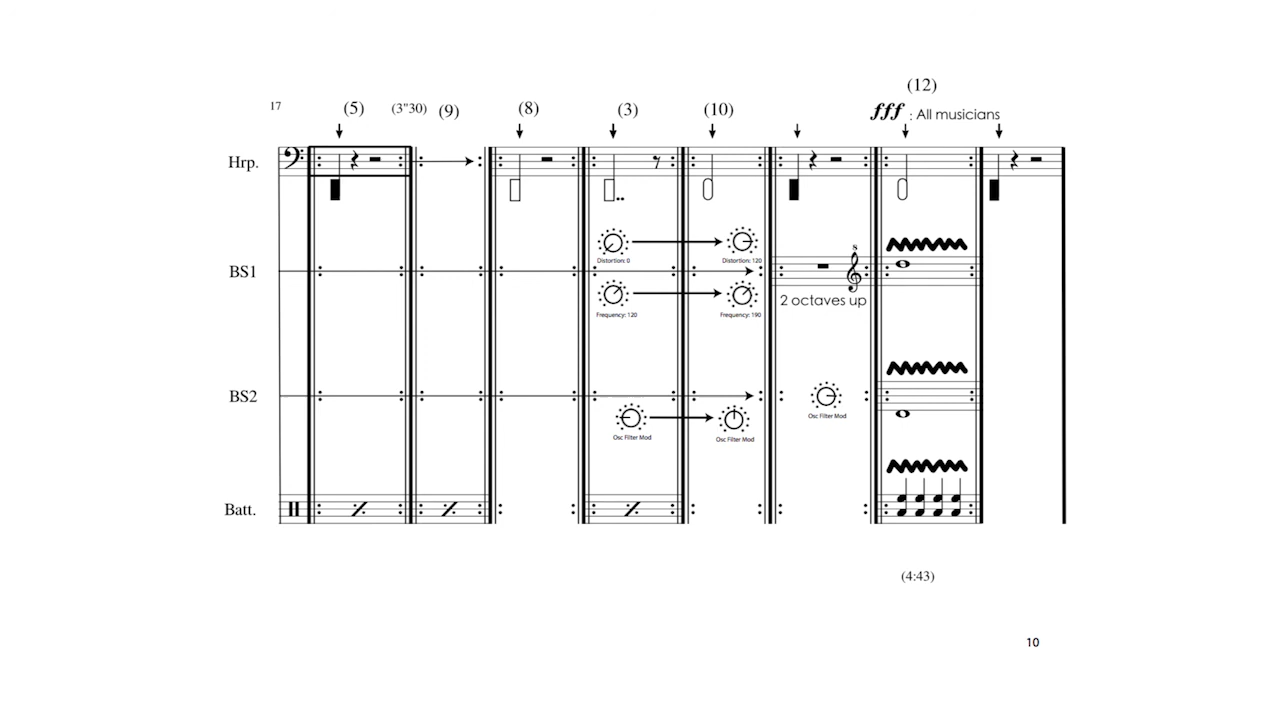 (12)
17 (5) (3"30) (9) (8) (3) (10) fff : All musicians
Hrp.
Distortion: 0 Distortion: 120
BS1
2 octaves up
Frequency: 120 Frequency: 190
BS2
Osc Filter Mod
Osc Filter Mod Osc Filter Mod
Batt.
(4:43)
10